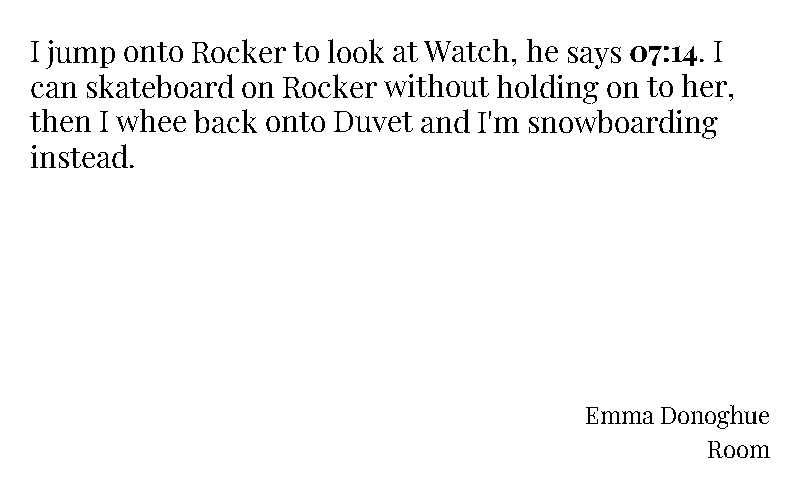 I jump onto Rocker to look at Watch, he says 07:14. I
can skateboard on Rocker without holding on to her,
then I whee back onto Duvet and I'm snowboarding
instead.
Emma Donoghue
Room